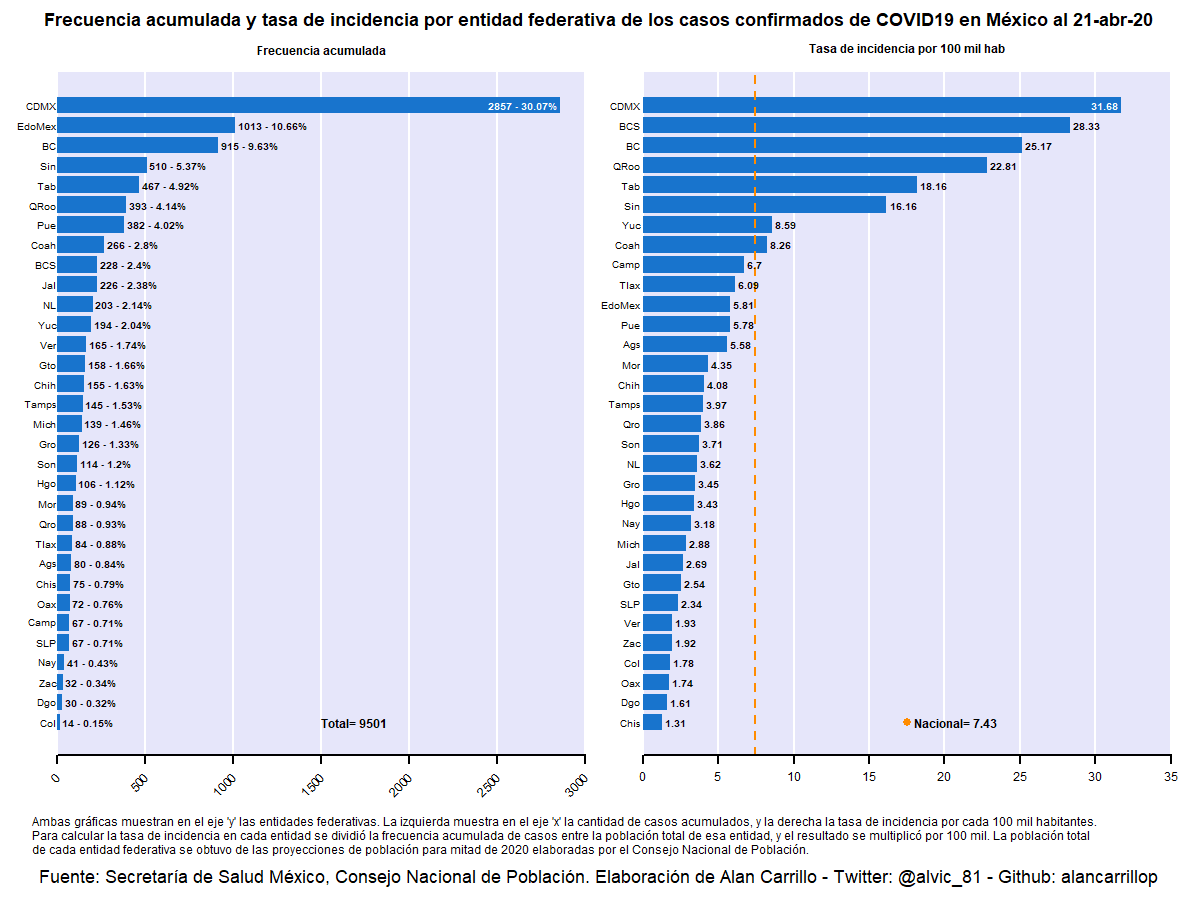 Frecuencia acumulada y tasa de incidencia por entidad federativa de los casos confirmados de COVID19 en México al 21-abr-20
Frecuencia acumulada
CDMX 2857 - 30.07%
EdoMex 1013 - 10.66%
BC 915 - 9.63%
Sin 510 - 5.37%
Tab 467 - 4.92%
QRoo 393 - 4.14%
Pue 382 - 4.02%
Coah 266 - 2.8%
BCS 228 - 2.4%
Jal 226 - 2.38%
NL 203 - 2.14%
Yuc 194 - 2.04%
Ver 165 - 1.74%
Gto 158 - 1.66%
Chih 155 - 1.63%
Tamps 145 - 1.53%
Mich 139 - 1.46%
Gro 126 - 1.33%
Son 114 - 1.2%
Hgo 106 - 1.12%
Mor 89 - 0.94%
Qro 88 - 0.93%
Tlax 84 - 0.88%
Ags 80 - 0.84%
Chis 75 - 0.79%
Oax 72 - 0.76%
Camp 67 - 0.71%
SLP 67 - 0.71%
Nay 41 - 0.43%
Zac 32 - 0.34%
Dgo 30 - 0.32%
Col 14 - 0.15%
Total= 9501
0 500 1000 1500 2000 2500 3000
Tasa de incidencia por 100 mil hab
CDMX 31.68
BCS 28.33
BC 25.17
QRoo 22.81
Tab 18.16
Sin 16.16
Yuc 8.59
Coah 8.26
Camp 6.7
Tlax 6.09
EdoMex 5.81
Pue 5.78
Ags 5.58
Mor 4.35
Chih 4.08
Tamps 3.97
Qro 3.86
Son 3.71
NL 3.62
Gro 3.45
Hgo 3.43
Nay 3.18
Mich 2.88
Jal 2.69
Gto 2.54
SLP 2.34
Ver 1.93
Zac 1.92
Col 1.78
Oax 1.74
Dgo 1.61
Chis 1.31
Nacional= 7.43
0 5 10 15 20 25 30 35
Ambas gráficas muestran en el eje 'y' las entidades federativas. La izquierda muestra en el eje 'x' la cantidad de casos acumulados, y la derecha la tasa de incidencia por cada 100 mil habitantes.
Para calcular la tasa de incidencia en cada entidad se dividió la frecuencia acumulada de casos entre la población total de esa entidad, y el resultado se multiplicó por 100 mil. La población total
de cada entidad federativa se obtuvo de las proyecciones de población para mitad de 2020 elaboradas por el Consejo Nacional de Población.
Fuente: Secretaría de Salud México, Consejo Nacional de Población. Elaboración de Alan Carrillo - Twitter: @alvic_81 - Github: alancarrillop